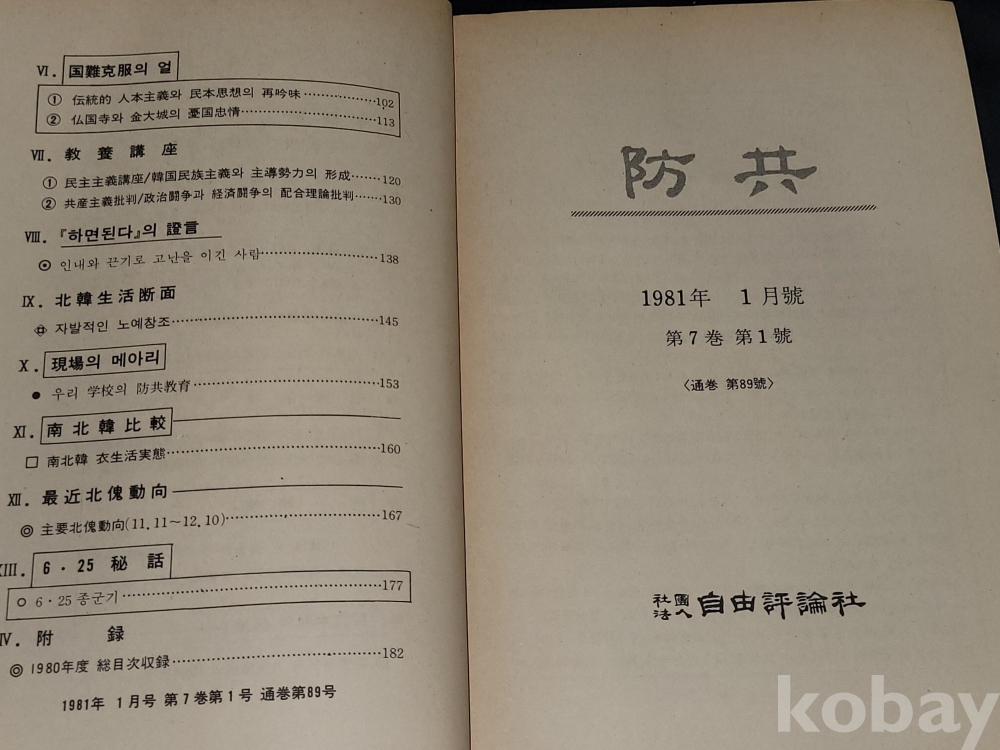 Ⅵ. 国難克服의 얼
① 伝統的 人本主義와 民本思想의 再吟味 102
② 仏国寺와 金大城의 憂国忠情 113
Ⅶ. 教養講座
① 民主主義講座/韓国民族主義와 主導勢力의 形成 120
② 共産主義批判/政治闘争과 経済闘争의 配合理論批判 130
Ⅷ. 『하면된다』의 證言
⊙ 인내와 끈기로 고난을 이긴 사람 138
Ⅸ. 北韓生活断面
자발적인 노예창조 145
Ⅹ. 現場의 메아리
● 우리 学校의 防共教育 153
Ⅺ. 南北韓比較
□ 南北韓 衣生活実態 160
Ⅻ. 最近北傀動向
◎ 主要北傀動向(11.11~12.10) 167
XIII. 6·25 秘話
○ 6·25 종군기 177
Ⅳ. 附録
◎ 1980年度 総目次収録 182
1981年 1月号 第7巻第1号 通巻第89号
防共
1981年 1月號
第7巻 第1號
〈通巻 第89號〉
社團法人 自由評論社
kobay